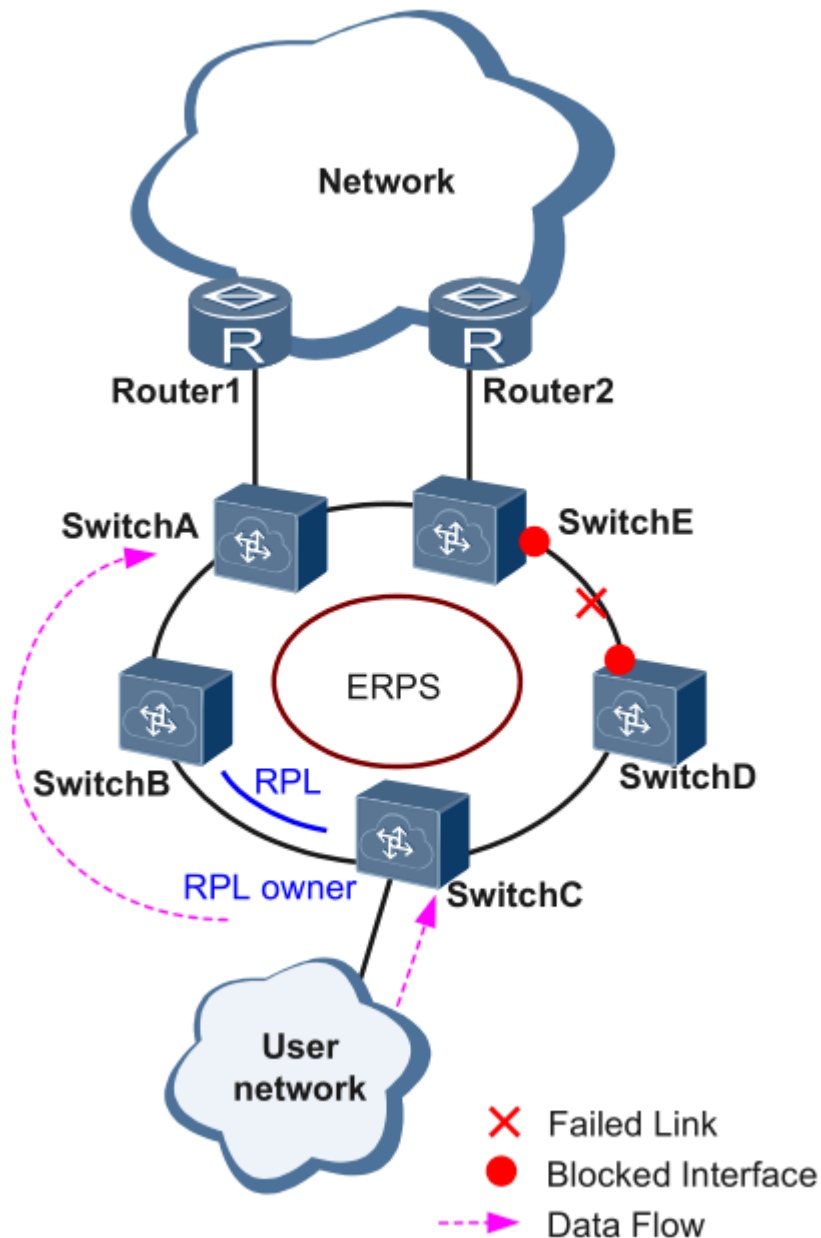 Network
R
R
Router1
Router2
SwitchA
SwitchE
ERPS
SwitchB
RPL
SwitchD
RPL owner
SwitchC
User
network
Failed Link
Blocked Interface
Data Flow